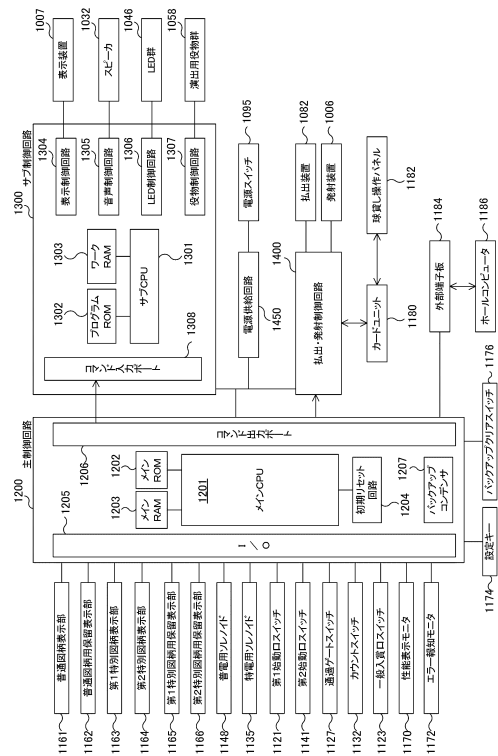 1200
主制御回路
1205
I/O
1206
コマンド出力ポート
1203
メイン
RAM
1202
メイン
ROM
1201
メインCPU
初期リセット
回路
1204
1207
バックアップ
コンデンサ
1161
普通図柄表示部
1162
普通図柄用保留表示部
1163
第1特別図柄表示部
1164
第2特別図柄表示部
1165
第1特別図柄用保留表示部
1166
第2特別図柄用保留表示部
1148
普電用ソレノイド
1135
特電用ソレノイド
1121
第1始動口スイッチ
1141
第2始動口スイッチ
1127
通過ゲートスイッチ
1132
カウントスイッチ
1123
一般入賞口スイッチ
1170
性能表示モニタ
1172
エラー報知モニタ
1174
設定キー
1176
バックアップクリアスイッチ
1300
サブ制御回路
1308
コマンド入力ポート
1302
プログラム
ROM
1303
ワーク
RAM
1301
サブCPU
1304
表示制御回路
1305
音声制御回路
1306
LED制御回路
1307
役物制御回路
1007
表示装置
1032
スピーカ
1046
LED群
1058
演出用役物群
1450
電源供給回路
1095
電源スイッチ
1400
払出・発射制御回路
1082
払出装置
1006
発射装置
1180
カードユニット
1182
球貸し操作パネル
1184
外部端子板
1186
ホールコンピュータ